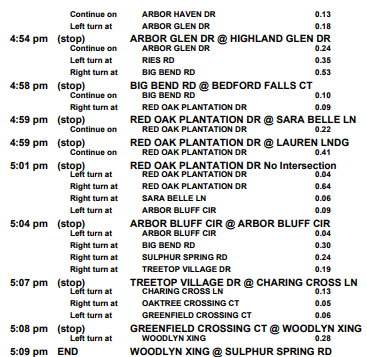 Continue on ARBOR HAVEN DR 0.13
Left turn at ARBOR GLEN DR 0.18
4:54 pm (stop) ARBOR GLEN DR @ HIGHLAND GLEN DR
Continue on ARBOR GLEN DR 0.24
Left turn at RIES RD 0.35
Right turn at BIG BEND RD 0.53
4:58 pm (stop) BIG BEND RD @ BEDFORD FALLS CT
Continue on BIG BEND RD 0.10
Left turn at RED OAK PLANTATION DR 0.09
4:59 pm (stop) RED OAK PLANTATION DR @ SARA BELLE LN
Continue on RED OAK PLANTATION DR 0.22
4:59 pm (stop) RED OAK PLANTATION DR @ LAUREN LNDG
Continue on RED OAK PLANTATION DR 0.41
5:01 pm (stop) RED OAK PLANTATION DR No Intersection
Left turn at RED OAK PLANTATION DR 0.04
Right turn at RED OAK PLANTATION DR 0.64
Right turn at SARA BELLE LN 0.06
Left turn at ARBOR BLUFF CIR 0.09
5:04 pm (stop) ARBOR BLUFF CIR @ ARBOR BLUFF CIR
Left turn at ARBOR BLUFF CIR 0.04
Right turn at BIG BEND RD 0.30
Right turn at SULPHUR SPRING RD 0.24
Right turn at TREETOP VILLAGE DR 0.19
5:07 pm (stop) TREETOP VILLAGE DR @ CHARING CROSS LN
Left turn at CHARING CROSS LN 0.13
Right turn at OAKTREE CROSSING CT 0.05
Left turn at GREENFIELD CROSSING CT 0.06
5:08 pm (stop) GREENFIELD CROSSING CT @ WOODLYN XING
Left turn at WOODLYN XING 0.28
5:09 pm END WOODLYN XING @ SULPHUR SPRING RD